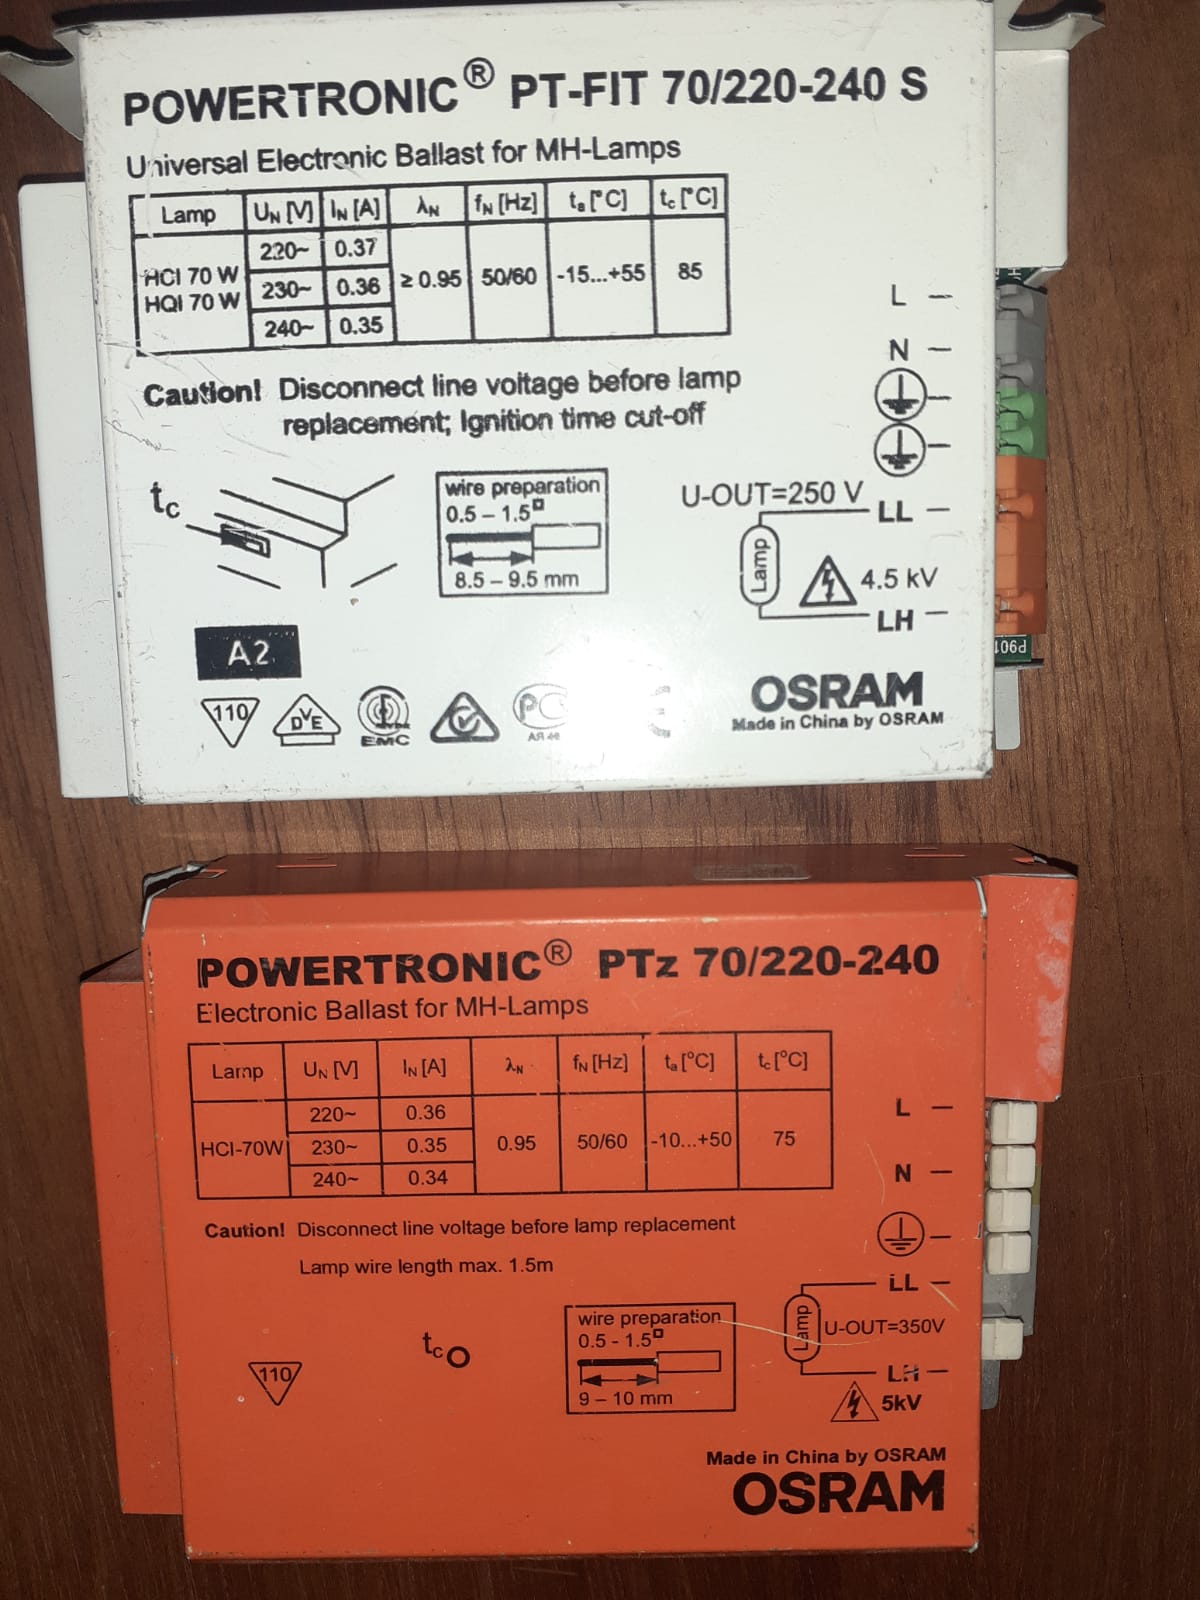 POWERTRONIC® PT-FIT 70/220-240 S
Universal Electronic Ballast for MH-Lamps
Lamp UN [V] IN [A] λN fN [Hz] ta [°C] tc [°C]
HCI 70 W
HQI 70 W
220~ 0.37
230~ 0.36
240~ 0.35
≥ 0.95 50/60 -15...+55 85
L
N
Caution! Disconnect line voltage before lamp
replacement; Ignition time cut-off
tc
wire preparation
0.5 – 1.5
8.5 – 9.5 mm
U-OUT=250 V
LL
Lamp
4.5 kV
LH
A2
110
DVE
EMC
OSRAM
Made in China by OSRAM
POWERTRONIC® PTz 70/220-240
Electronic Ballast for MH-Lamps
Lamp UN [V] IN [A] λN fN [Hz] ta [°C] tc [°C]
HCI-70W
220~ 0.36
230~ 0.35
240~ 0.34
0.95 50/60 -10...+50 75
L
N
Caution! Disconnect line voltage before lamp replacement
Lamp wire length max. 1.5m
LL
Lamp
U-OUT=350V
LH
5kV
tc
wire preparation
0.5 - 1.5
9 – 10 mm
110
Made in China by OSRAM
OSRAM